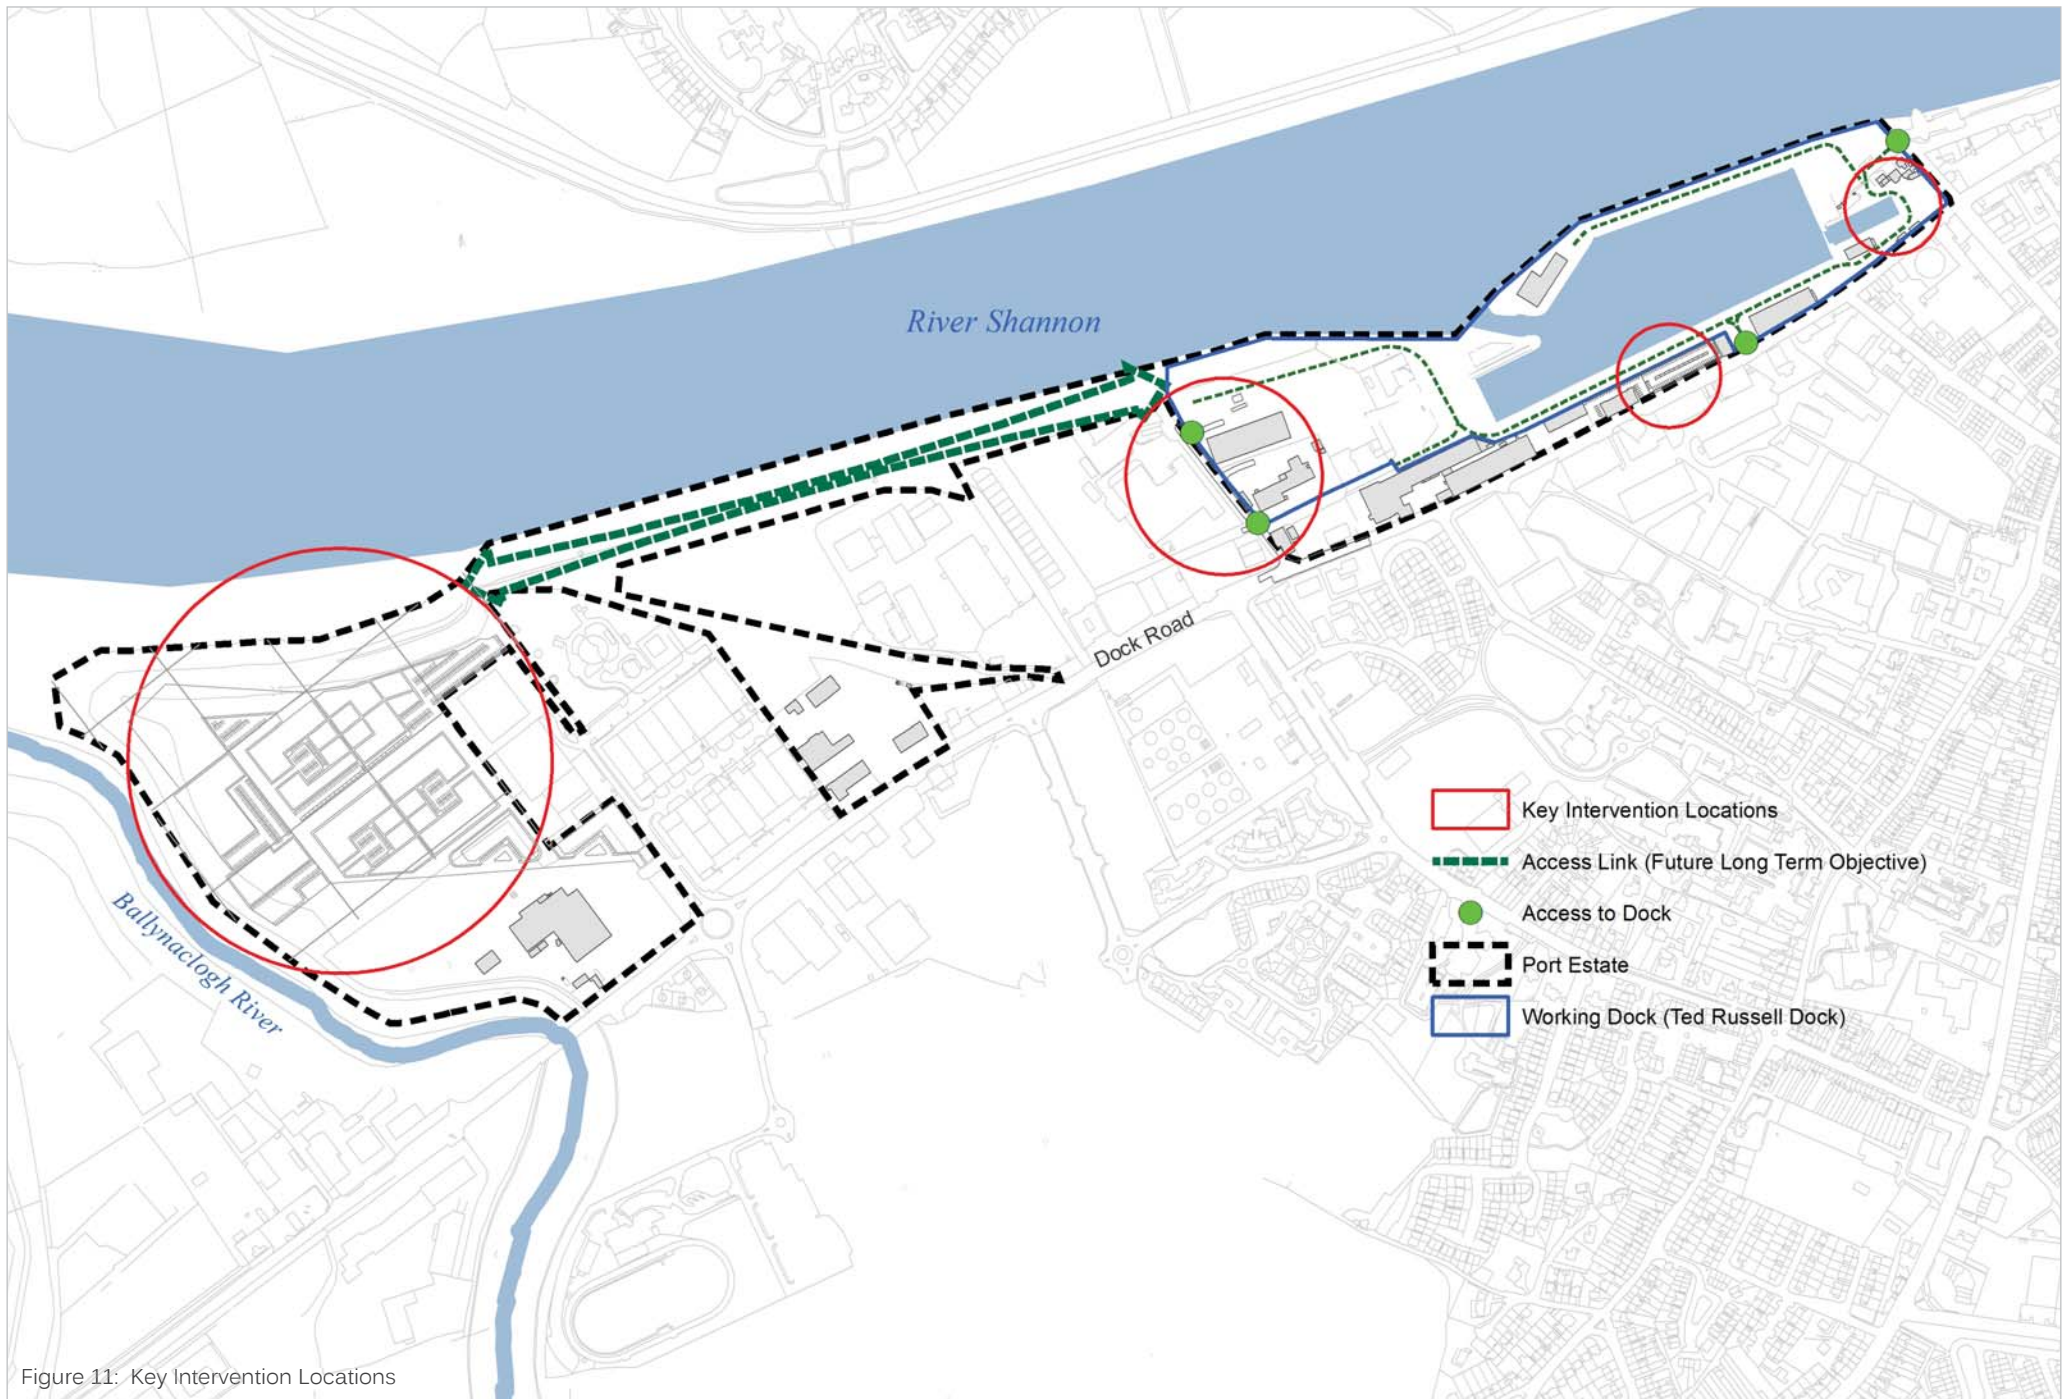 River Shannon
Dock Road
Ballynaclogh River
Key Intervention Locations
Access Link (Future Long Term Objective)
Access to Dock
Port Estate
Working Dock (Ted Russell Dock)
Figure 11: Key Intervention Locations